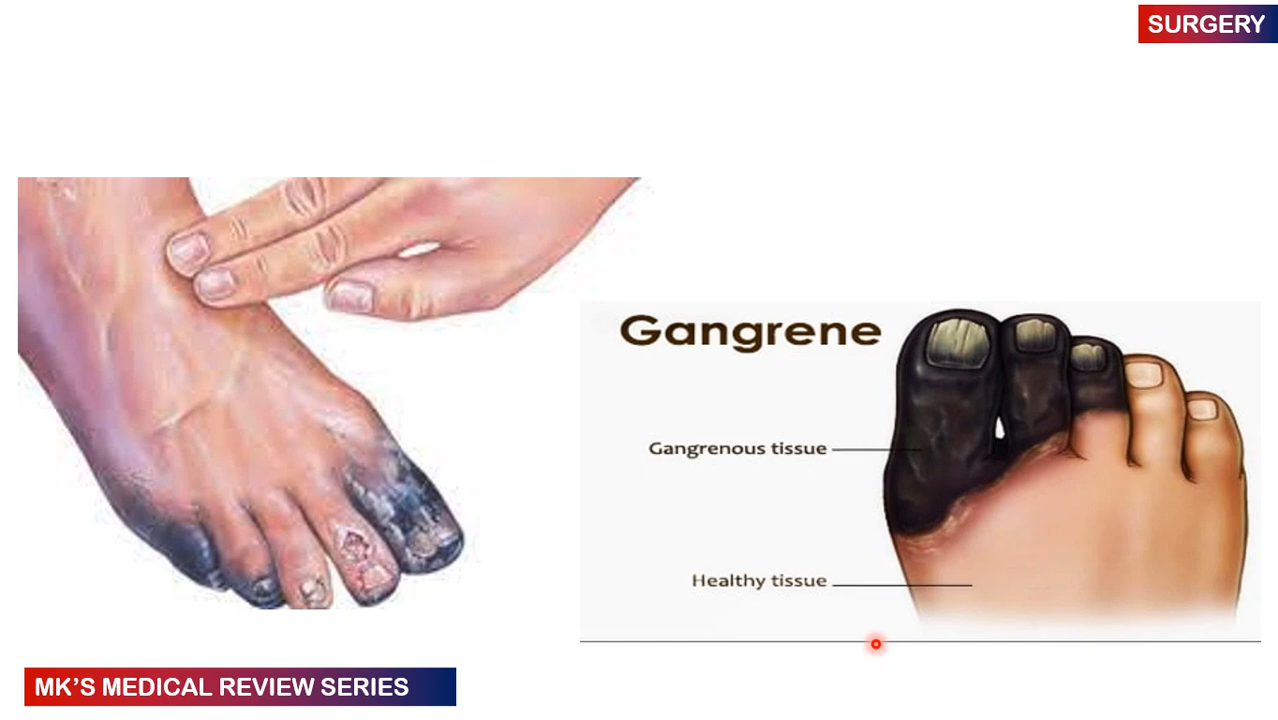 SURGERY
Gangrene
Gangrenous tissue
Healthy tissue
MK'S MEDICAL REVIEW SERIES